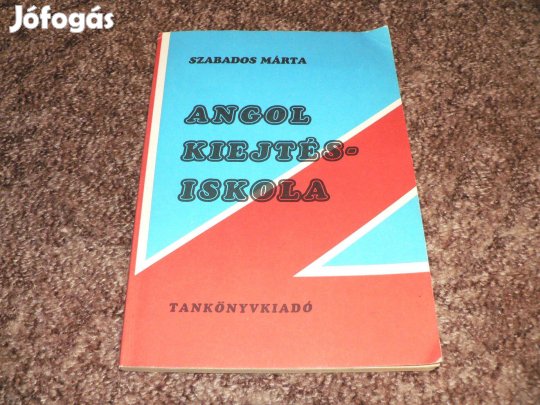 Jófogás
SZABADOS MÁRTA
ANGOL
KIEJTÉS-
ISKOLA
TANKÖNYVKIADÓ